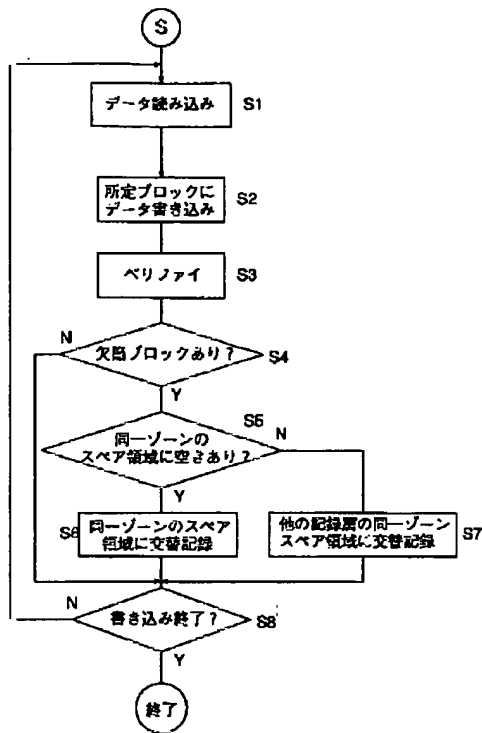 S
データ読み込み
S1
所定ブロックに
データ書き込み
S2
ベリファイ
S3
N
欠陥ブロックあり？
S4
Y
S5
同一ゾーンの
スペア領域に空きあり？
N
Y
S6
同一ゾーンのスペア
領域に交替記録
他の記録層の同一ゾーン
スペア領域に交替記録
S7
N
書き込み終了？
S8
Y
終了